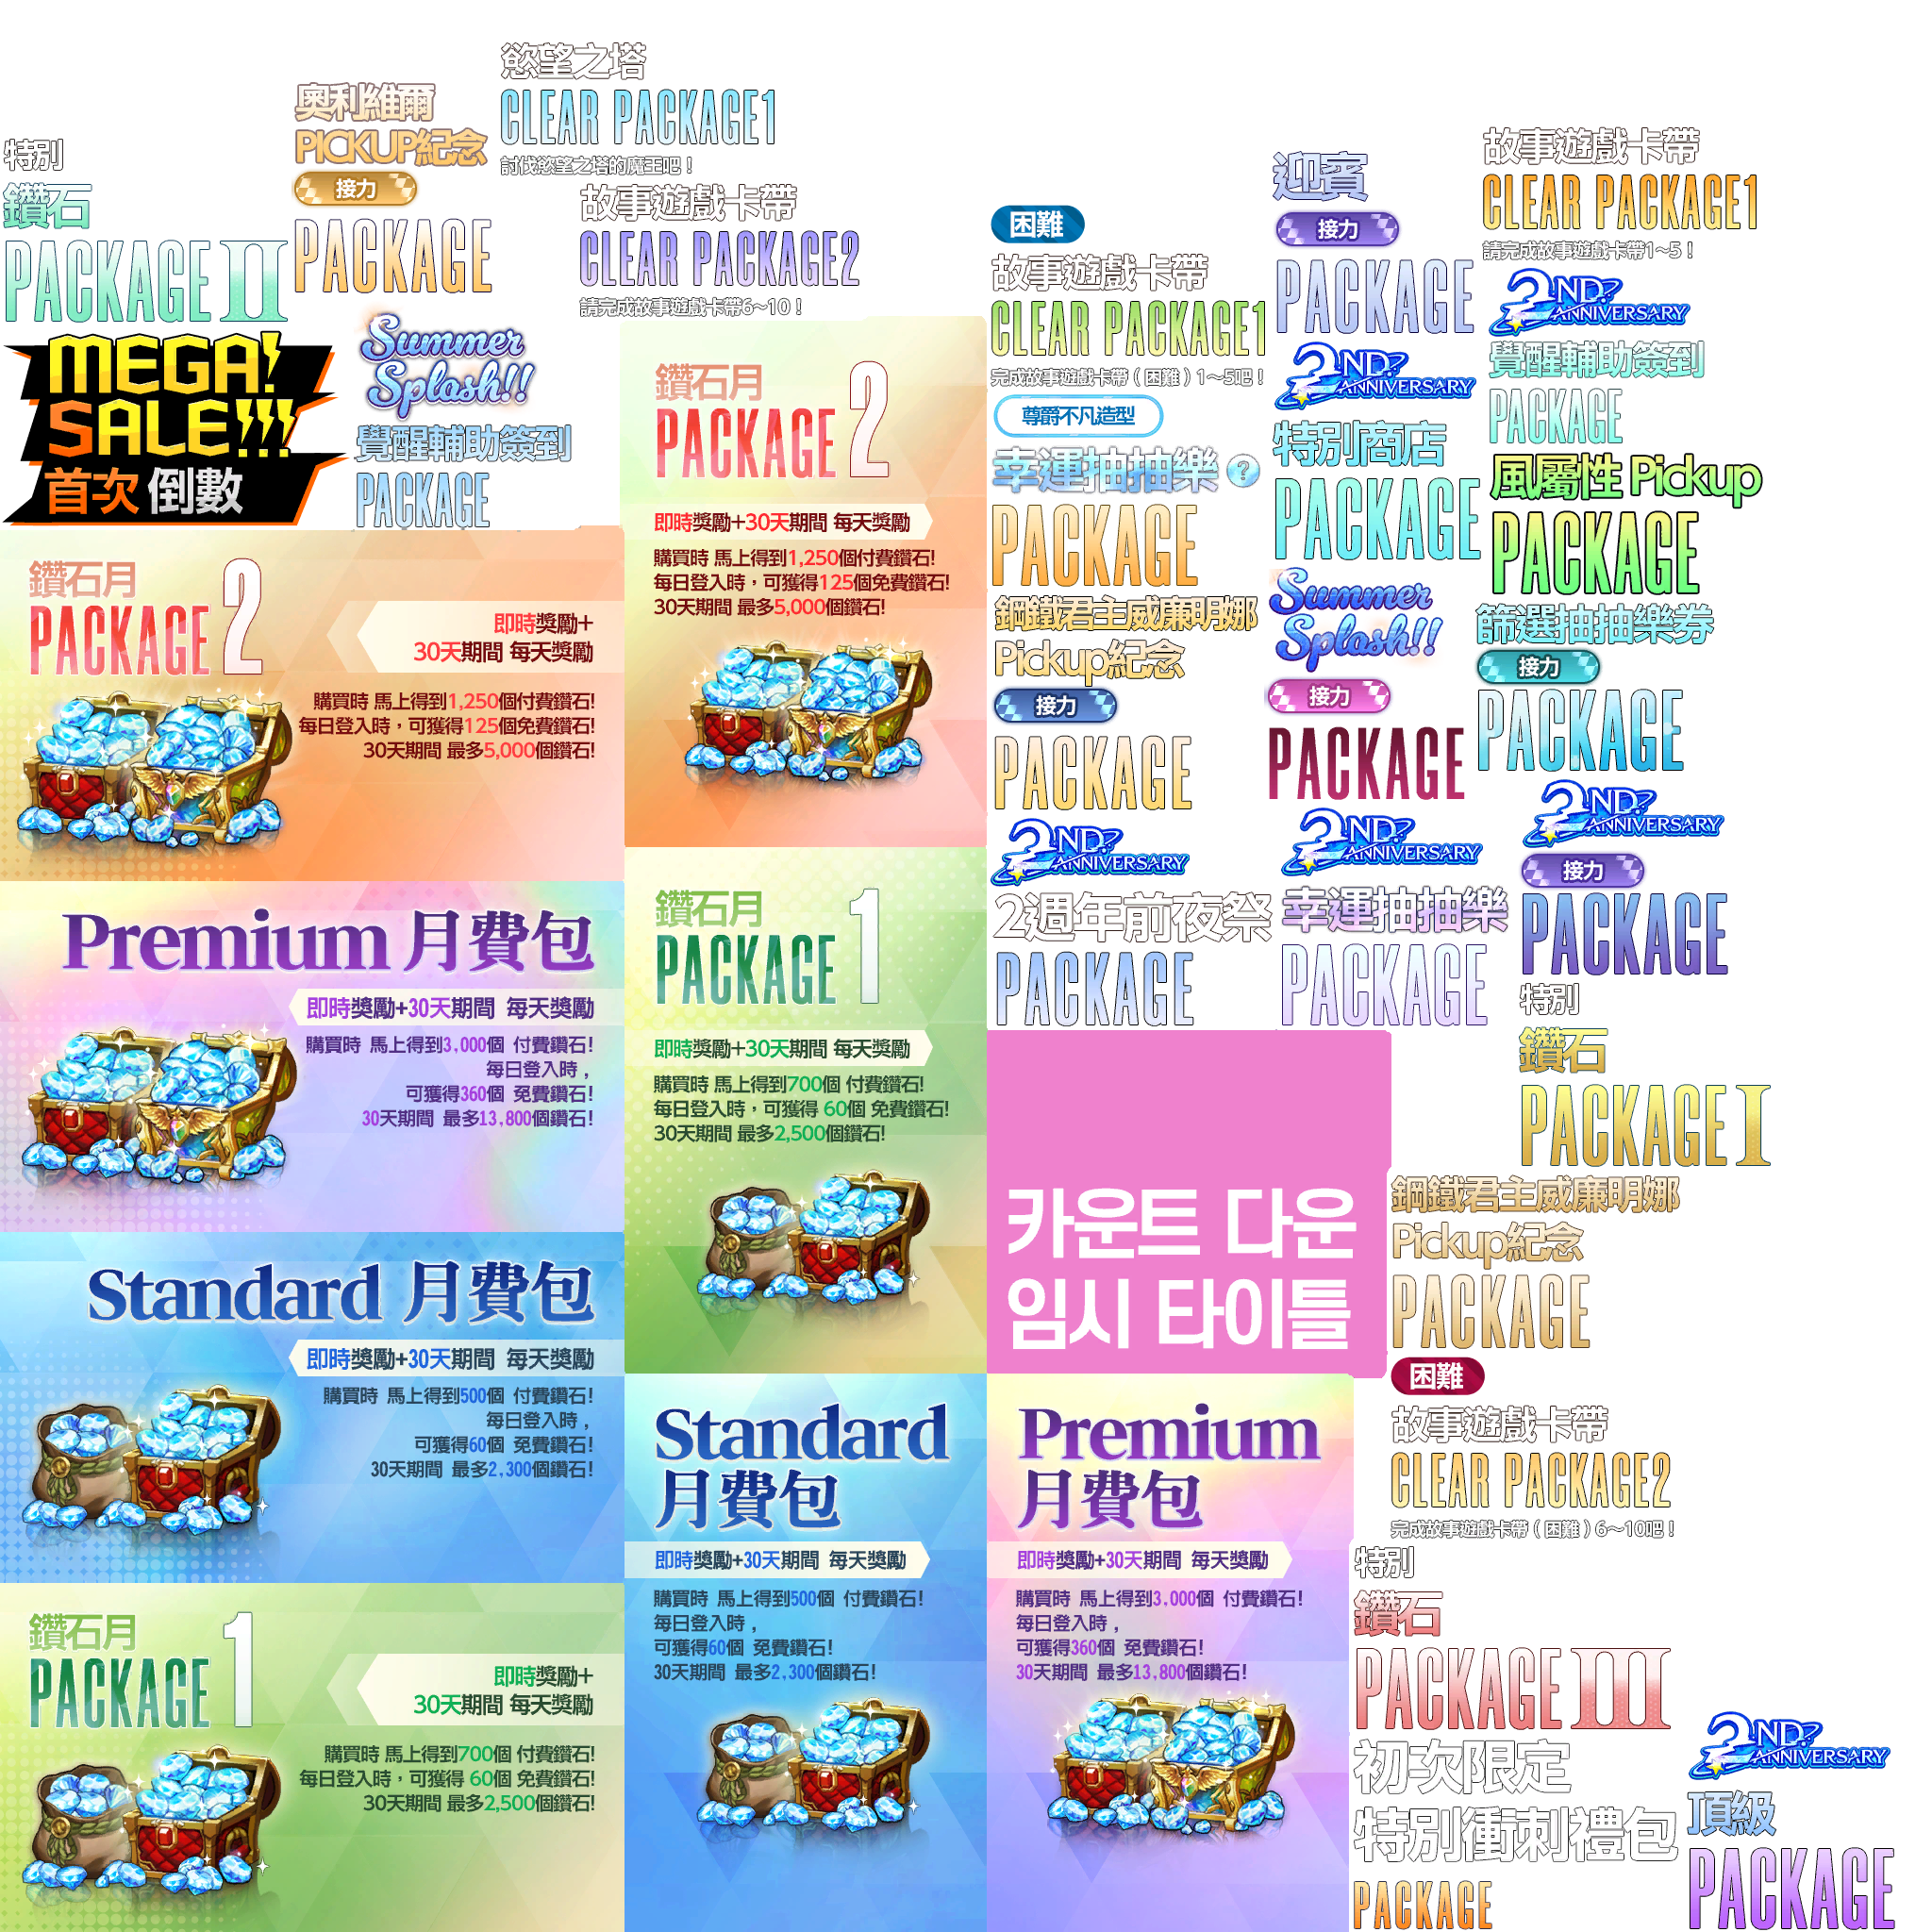 特別
鑽石
PACKAGE II
MEGA!
SALE!!!
首次 倒數
奧利維爾
PICKUP紀念
接力
PACKAGE
Summer
Splash!!
覺醒輔助簽到
PACKAGE
慾望之塔
CLEAR PACKAGE1
討伐慾望之塔的魔王吧！
故事遊戲卡帶
CLEAR PACKAGE2
請完成故事遊戲卡帶6～10！
鑽石月
PACKAGE 2
即時獎勵+30天期間 每天獎勵
購買時 馬上得到1,250個付費鑽石!
每日登入時，可獲得125個免費鑽石!
30天期間 最多5,000個鑽石!
鑽石月
PACKAGE 2
即時獎勵+
30天期間 每天獎勵
購買時 馬上得到1,250個付費鑽石!
每日登入時，可獲得125個免費鑽石!
30天期間 最多5,000個鑽石!
Premium 月費包
即時獎勵+30天期間 每天獎勵
購買時 馬上得到3,000個 付費鑽石!
每日登入時，
可獲得360個 免費鑽石!
30天期間 最多13,800個鑽石!
Standard 月費包
即時獎勵+30天期間 每天獎勵
購買時 馬上得到500個 付費鑽石!
每日登入時，
可獲得60個 免費鑽石!
30天期間 最多2,300個鑽石!
鑽石月
PACKAGE 1
即時獎勵+
30天期間 每天獎勵
購買時 馬上得到700個 付費鑽石!
每日登入時，可獲得 60個 免費鑽石!
30天期間 最多2,500個鑽石!
鑽石月
PACKAGE 1
即時獎勵+30天期間 每天獎勵
購買時 馬上得到700個 付費鑽石!
每日登入時，可獲得 60個 免費鑽石!
30天期間 最多2,500個鑽石!
Standard
月費包
即時獎勵+30天期間 每天獎勵
購買時 馬上得到500個 付費鑽石!
每日登入時，
可獲得60個 免費鑽石!
30天期間 最多2,300個鑽石!
Premium
月費包
即時獎勵+30天期間 每天獎勵
購買時 馬上得到3,000個 付費鑽石!
每日登入時，
可獲得360個 免費鑽石!
30天期間 最多13,800個鑽石!
困難
故事遊戲卡帶
CLEAR PACKAGE1
完成故事遊戲卡帶（困難）1～5吧！
尊爵不凡造型
幸運抽抽樂?
PACKAGE
鋼鐵君主威廉明娜
Pickup紀念
接力
PACKAGE
2ND
ANNIVERSARY
2週年前夜祭
PACKAGE
카운트 다운
임시 타이틀
迎賓
接力
PACKAGE
2ND
ANNIVERSARY
特別商店
PACKAGE
Summer
Splash!!
接力
PACKAGE
2ND
ANNIVERSARY
幸運抽抽樂
PACKAGE
故事遊戲卡帶
CLEAR PACKAGE1
請完成故事遊戲卡帶1～5！
2ND
ANNIVERSARY
覺醒輔助簽到
PACKAGE
風屬性 Pickup
PACKAGE
篩選抽抽樂券
接力
PACKAGE
2ND
ANNIVERSARY
接力
PACKAGE
特別
鑽石
PACKAGE I
鋼鐵君主威廉明娜
Pickup紀念
PACKAGE
困難
故事遊戲卡帶
CLEAR PACKAGE2
完成故事遊戲卡帶（困難）6～10吧！
特別
鑽石
PACKAGE III
初次限定
特別衝刺禮包
PACKAGE
2ND
ANNIVERSARY
頂級
PACKAGE